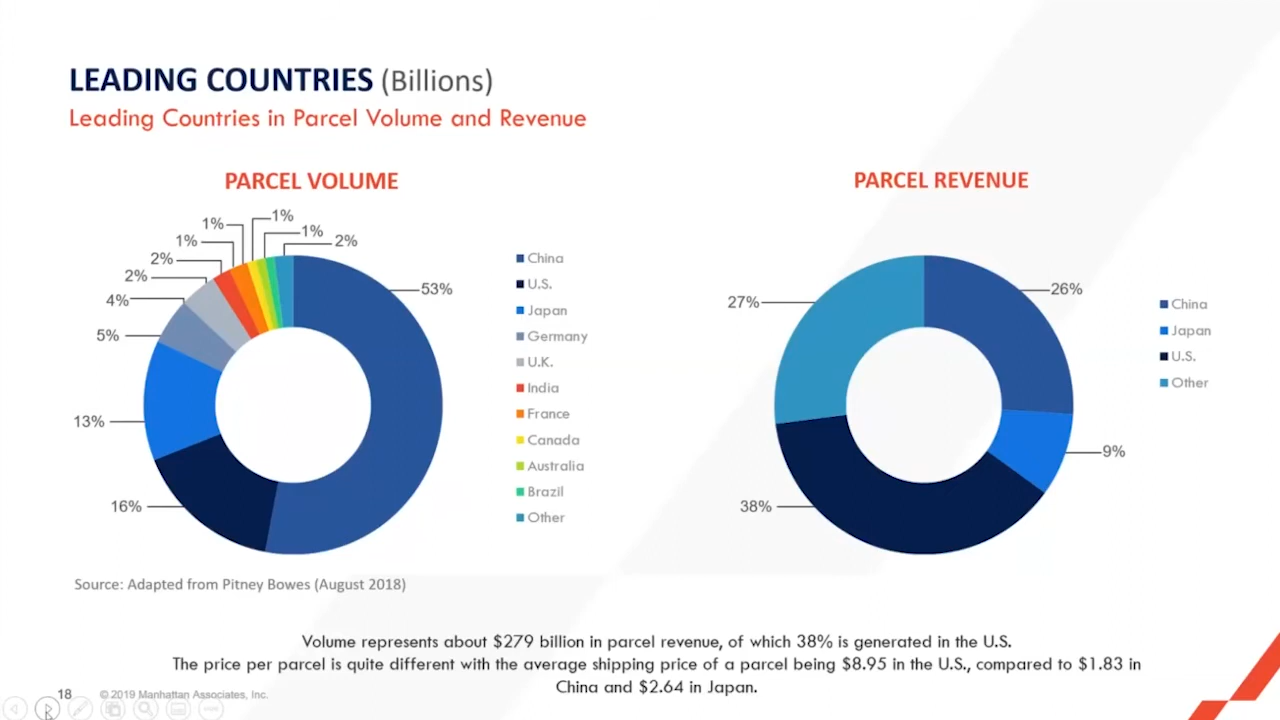 LEADING COUNTRIES (Billions)
Leading Countries in Parcel Volume and Revenue
PARCEL VOLUME
1%
1%
1%
1%
2%
2%
2%
4%
5%
13%
16%
53%
China
U.S.
Japan
Germany
U.K.
India
France
Canada
Australia
Brazil
Other
PARCEL REVENUE
27%
26%
9%
38%
China
Japan
U.S.
Other
Source: Adapted from Pitney Bowes (August 2018)
Volume represents about $279 billion in parcel revenue, of which 38% is generated in the U.S.
The price per parcel is quite different with the average shipping price of a parcel being $8.95 in the U.S., compared to $1.83 in
China and $2.64 in Japan.
18
© 2019 Manhattan Associates, Inc.